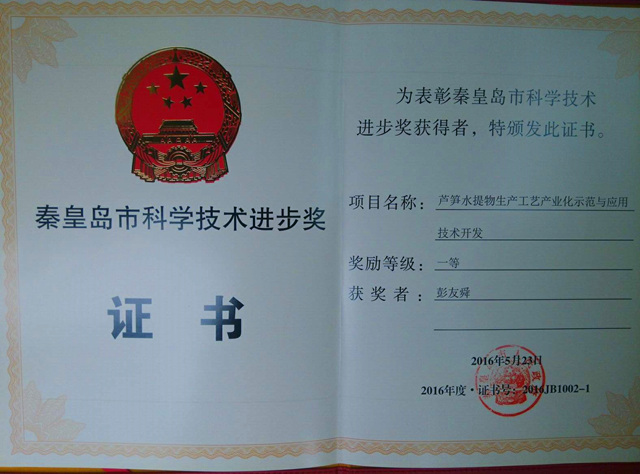 秦皇岛市科学技术进步奖
证 书
为表彰秦皇岛市科学技术
进步奖获得者，特颁发此证书。
项目名称：芦笋水提物生产工艺产业化示范与应用
技术开发
奖励等级：一等
获 奖 者：彭友舜
2016年5月23日
2016年度·证书号：2016JB1002-1